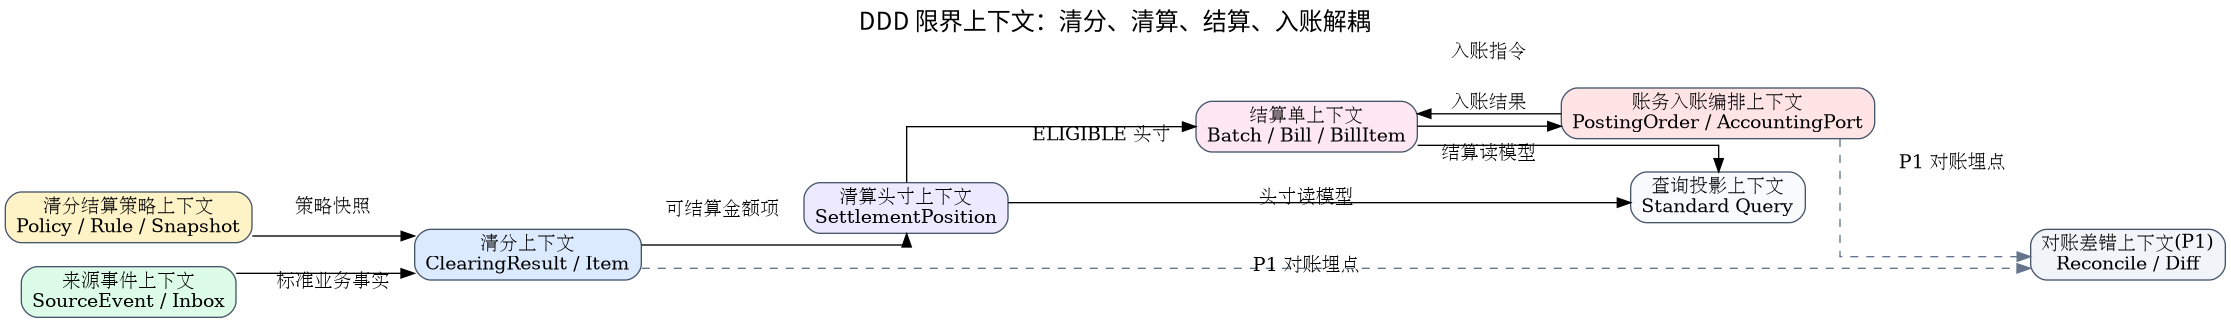 DDD 限界上下文：清分、清算、结算、入账解耦
入账指令
入账结果
账务入账编排上下文
PostingOrder / AccountingPort
结算单上下文
Batch / Bill / BillItem
ELIGIBLE 头寸
结算读模型
P1 对账埋点
清分结算策略上下文
Policy / Rule / Snapshot
策略快照
可结算金额项
清算头寸上下文
SettlementPosition
头寸读模型
查询投影上下文
Standard Query
清分上下文
ClearingResult / Item
P1 对账埋点
对账差错上下文(P1)
Reconcile / Diff
来源事件上下文
SourceEvent / Inbox
标准业务事实